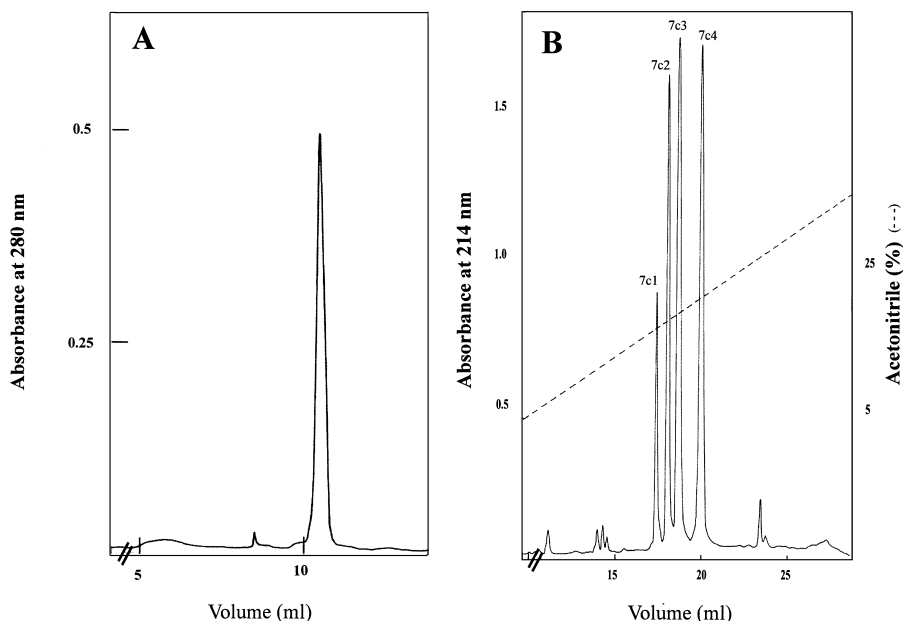 A
0.5
0.25
Absorbance at 280 nm
5
10
Volume (ml)
B
7c3
7c4
7c2
7c1
1.5
1.0
0.5
Absorbance at 214 nm
25
5
Acetonitrile (%) (---)
15
20
25
Volume (ml)